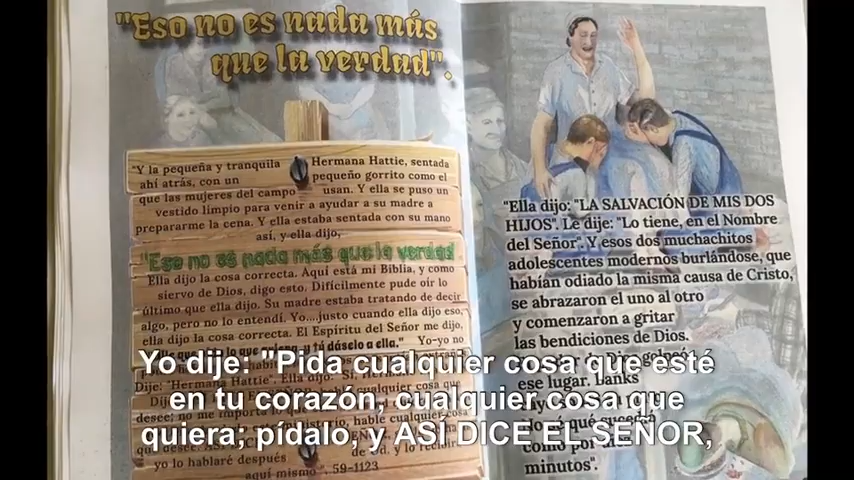 "Eso no es nada más
que la verdad".
"Y la pequeña y tranquila Hermana Hattie, sentada
ahí atrás, con un pequeño gorrito como el
que las mujeres del campo usan. Y ella se puso un
vestido limpio para venir a ayudar a su madre a
prepararme la cena. Y ella estaba sentada con su mano
así, y ella dijo,
"Eso no es nada más que la verdad
Ella dijo la cosa correcta. Aquí está mi Biblia, y como
siervo de Dios, digo esto. Difícilmente pude oír lo
último que ella dijo. Su madre estaba tratando de decir
algo, pero no lo entendí. Yo....justo cuando ella dijo eso,
ella dijo la cosa correcta. El Espíritu del Señor me dijo,
y tú dáselo a ella." Yo-yo no
Dije: "Hermana Hattie". Ella dijo:
yo lo hablaré después
aquí mismo". 59-1123
"Ella dijo: "LA SALVACIÓN DE MIS DOS
HIJOS". Le dije: "Lo tiene, en el Nombre
del Señor". Y esos dos muchachitos
adolescentes modernos burlándose, que
habían odiado la misma causa de Cristo,
se abrazaron el uno al otro
y comenzaron a gritar
las bendiciones de Dios.
ese lugar.
minutos".
Yo dije: "Pida cualquier cosa que esté
en tu corazón, cualquier cosa que
quiera; pídalo, y ASÍ DICE EL SEÑOR,